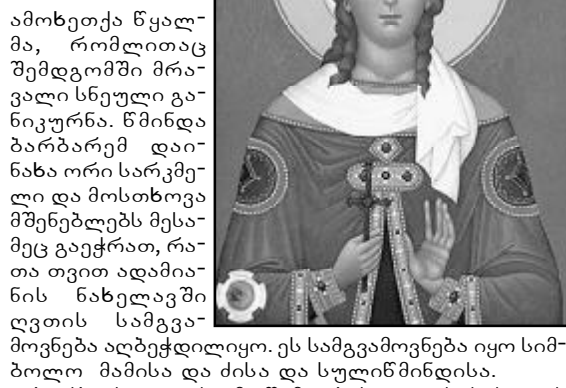 ამოხეთქა წყალ-
მა, რომლითაც
შემდგომში მრა-
ვალი სნეული გა-
ნიკურნა. წმინდა
ბარბარემ დაი-
ნახა ორი სარკმე-
ლი და მოსთხოვა
მშენებლებს მესა-
მეც გაეჭრათ, რა-
თა თვით ადამია-
ნის ნახელავში
ღვთის სამგვა-
მოვნება აღბეჭდილიყო. ეს სამგვამოვნება იყო სიმ-
ბოლო მამისა და ძისა და სულიწმინდისა.